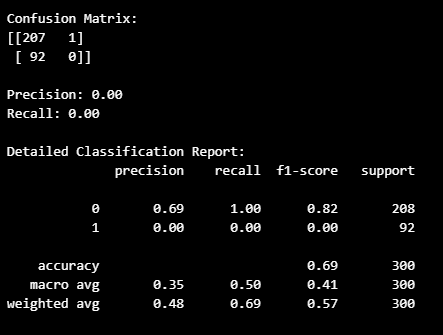 Confusion Matrix:
[[207   1]
 [ 92   0]]

Precision: 0.00
Recall: 0.00

Detailed Classification Report:
              precision    recall  f1-score   support

           0       0.69      1.00      0.82       208
           1       0.00      0.00      0.00        92

    accuracy                           0.69       300
   macro avg       0.35      0.50      0.41       300
weighted avg       0.48      0.69      0.57       300